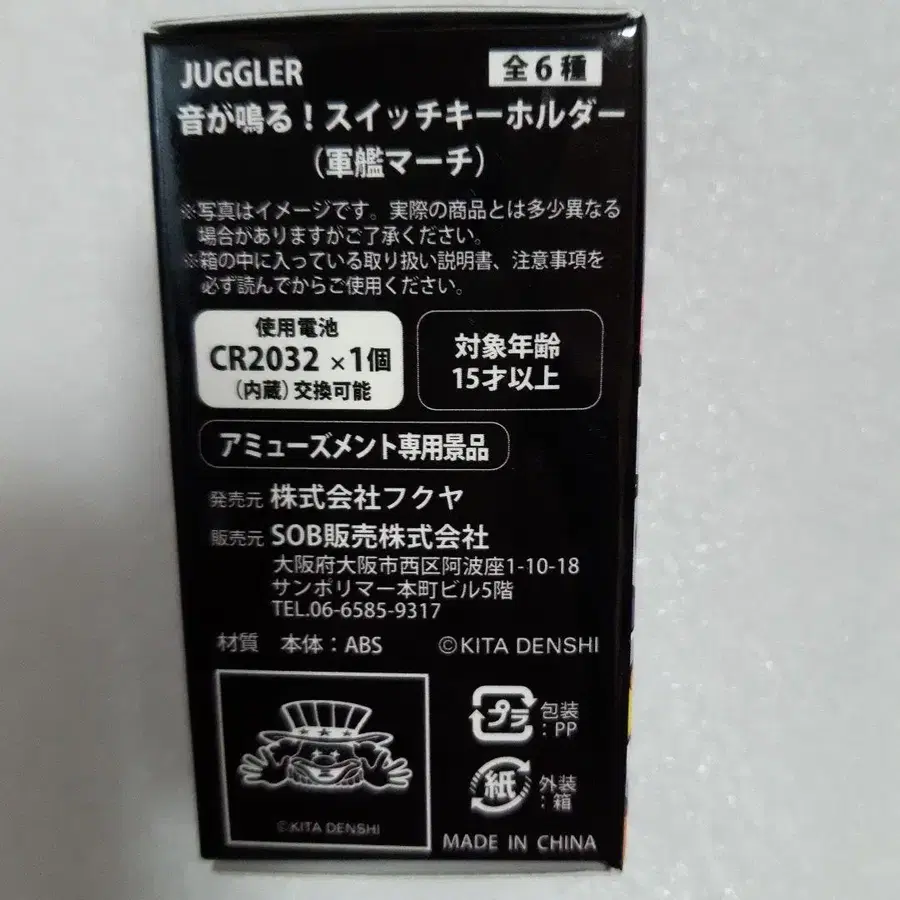 JUGGLER 全6種
音が鳴る!スイッチキーホルダー
(軍艦マーチ)
※写真はイメージです。実際の商品とは多少異なる
場合がありますがご了承ください。
※箱の中に入っている取り扱い説明書、注意事項を
必ず読んでからご使用ください。
使用電池
CR2032 ×1個
(内蔵)交換可能
対象年齢
15才以上
アミューズメント専用景品
発売元 株式会社フクヤ
販売元 SOB販売株式会社
大阪府大阪市西区阿波座1-10-18
サンポリマー本町ビル5階
TEL.06-6585-9317
材質 本体:ABS ©KITA DENSHI
プラ 包装
:PP
紙 外装
:箱
©KITA DENSHI
MADE IN CHINA